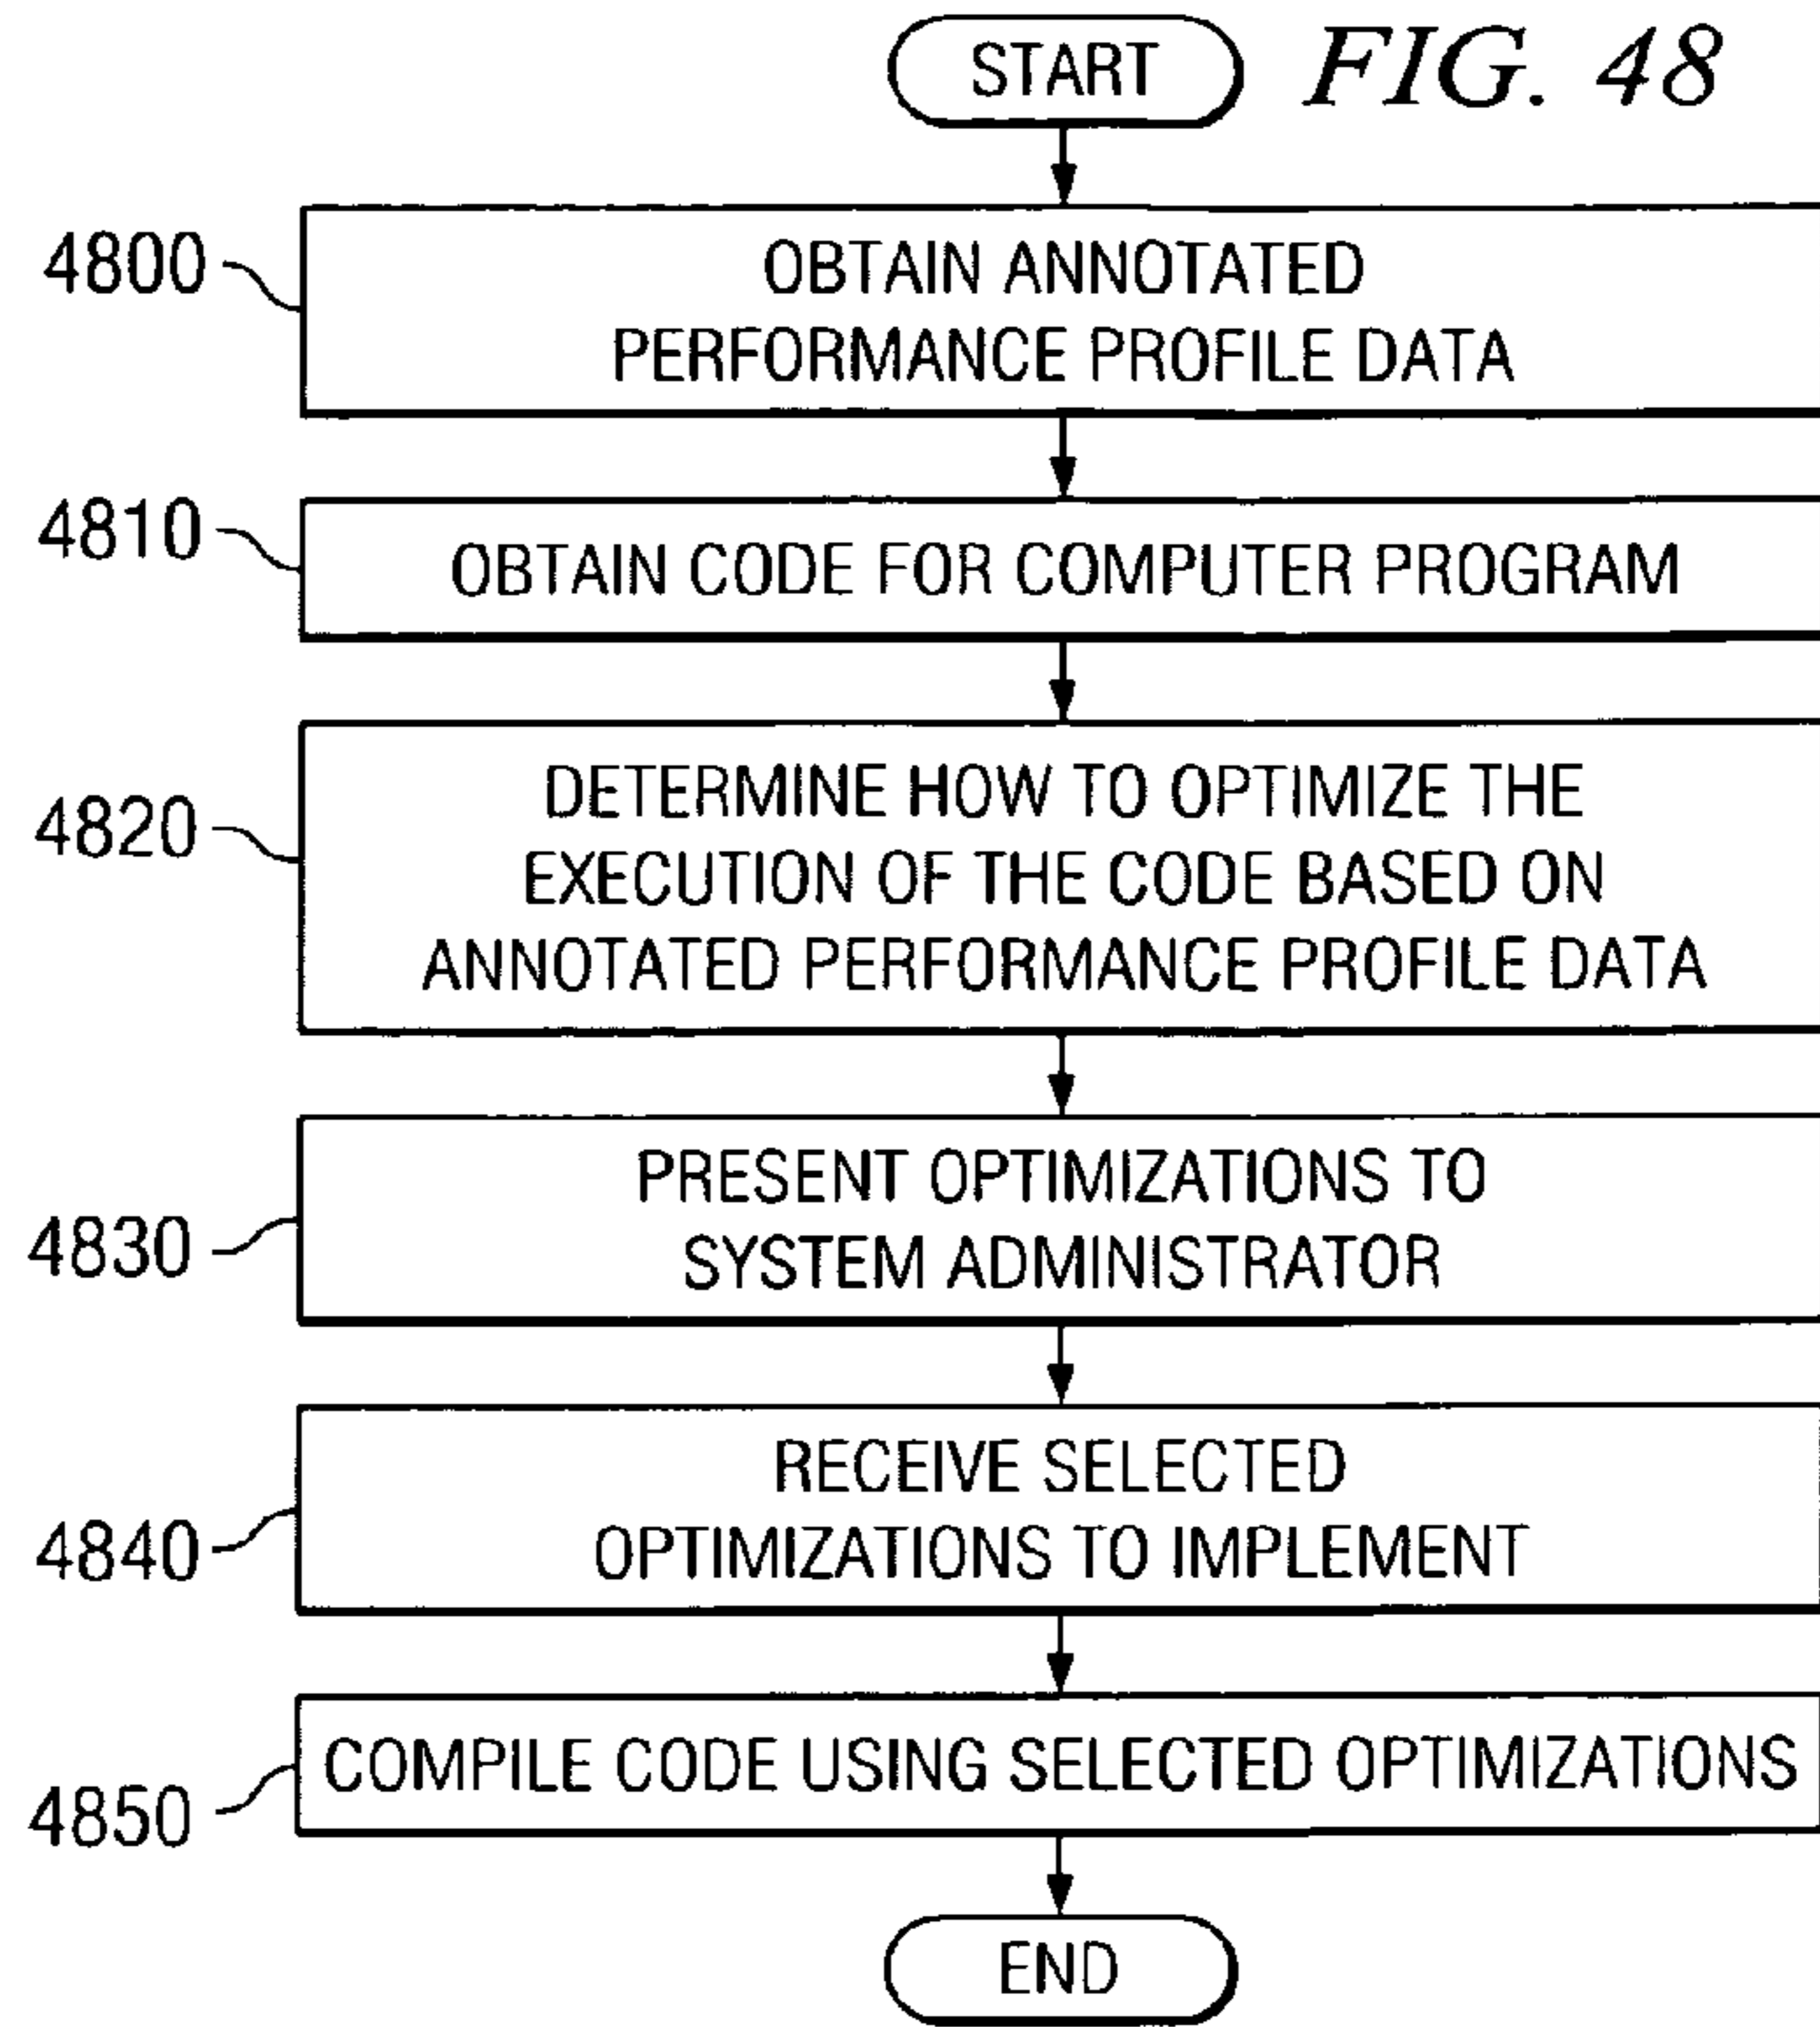 START
FIG. 48
4800
OBTAIN ANNOTATED
PERFORMANCE PROFILE DATA
4810
OBTAIN CODE FOR COMPUTER PROGRAM
4820
DETERMINE HOW TO OPTIMIZE THE
EXECUTION OF THE CODE BASED ON
ANNOTATED PERFORMANCE PROFILE DATA
4830
PRESENT OPTIMIZATIONS TO
SYSTEM ADMINISTRATOR
4840
RECEIVE SELECTED
OPTIMIZATIONS TO IMPLEMENT
4850
COMPILE CODE USING SELECTED OPTIMIZATIONS
END